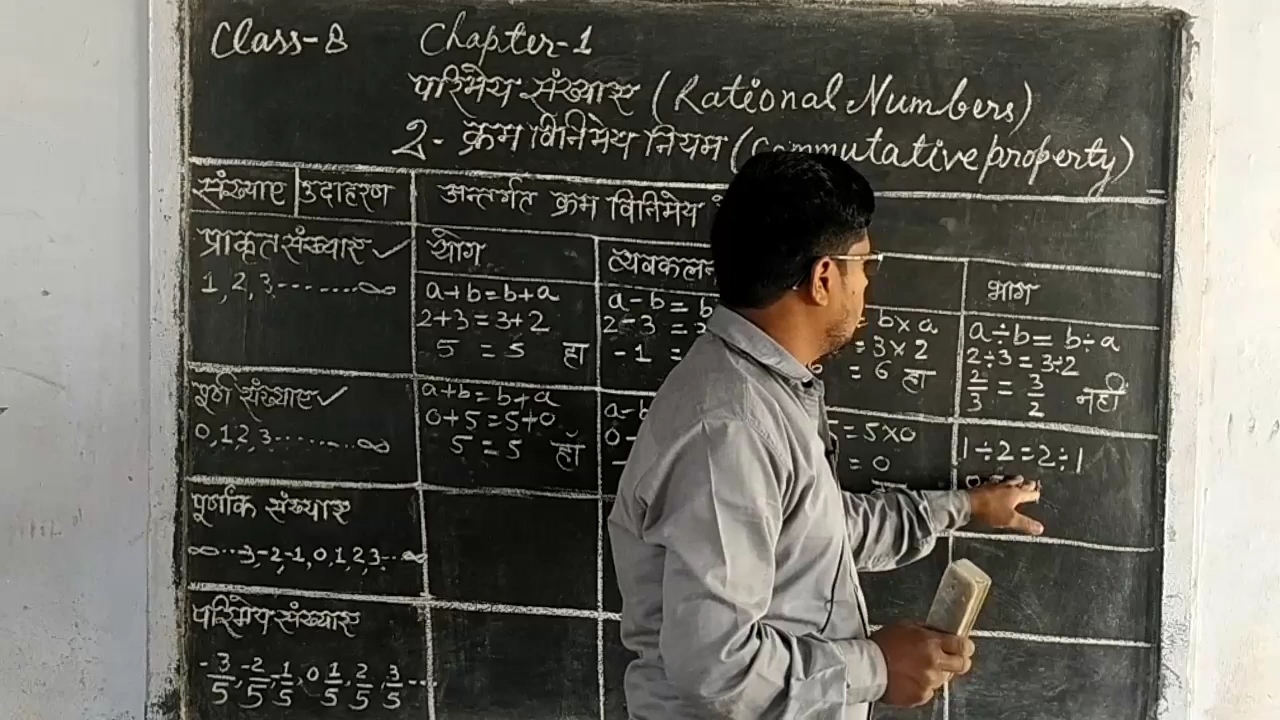 Class-8 Chapter-1
परिमेय संख्याए (Rational Numbers)
2- क्रम विनिमेय नियम (commutative property)
संख्याए उदाहरण अन्तर्गत क्रम विनिमेय
प्राकृत संख्याए ✓
1, 2, 3 ---------∞
योग
a+b=b+a
2+3=3+2
5 = 5 हा
व्यवकलन
a-b= b
2-3 =
-1 =
= b×a
= 3×2
= 6 हा
भाग
a÷b= b÷a
2÷3=3÷2
2/3 = 3/2 नहीं
पूर्ण संख्याए ✓
0,1,2,3---------∞
a+b=b+a
0+5=5+0
5 = 5 हाँ
a-b
0-
= 5×0
= 0
1÷2=2÷1
पूर्णांक संख्याए
∞---3,-2,-1,0,1,2,3--∞
परिमेय संख्याए
-3/5, -2/5, -1/5, 0 1/5, 2/5, 3/5 ---